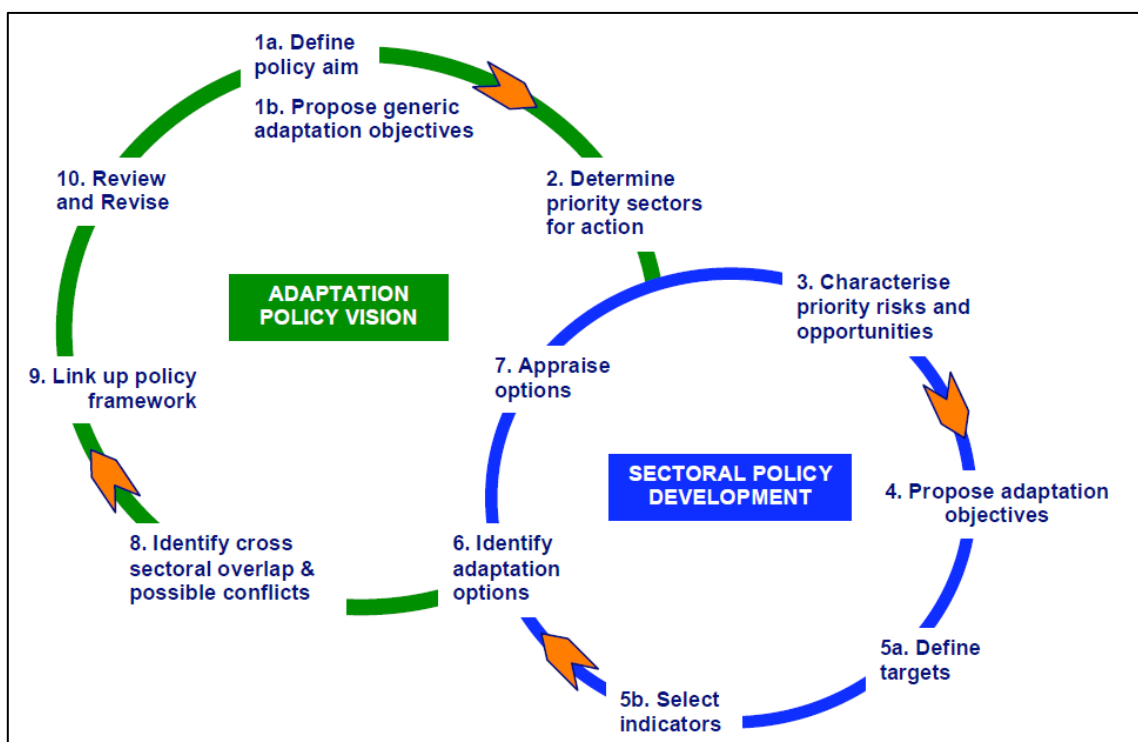 1a. Define
policy aim
1b. Propose generic
adaptation objectives
2. Determine
priority sectors
for action
3. Characterise
priority risks and
opportunities
4. Propose adaptation
objectives
5a. Define
targets
5b. Select
indicators
6. Identify
adaptation
options
7. Appraise
options
8. Identify cross
sectoral overlap &
possible conflicts
9. Link up policy
framework
10. Review
and Revise
ADAPTATION
POLICY VISION
SECTORAL POLICY
DEVELOPMENT